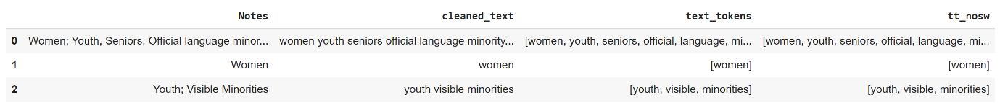 Notes cleaned_text text_tokens tt_nosw
0 Women; Youth, Seniors, Official language minor... women youth seniors official language minority... [women, youth, seniors, official, language, mi... [women, youth, seniors, official, language, mi...
1 Women women [women] [women]
2 Youth; Visible Minorities youth visible minorities [youth, visible, minorities] [youth, visible, minorities]